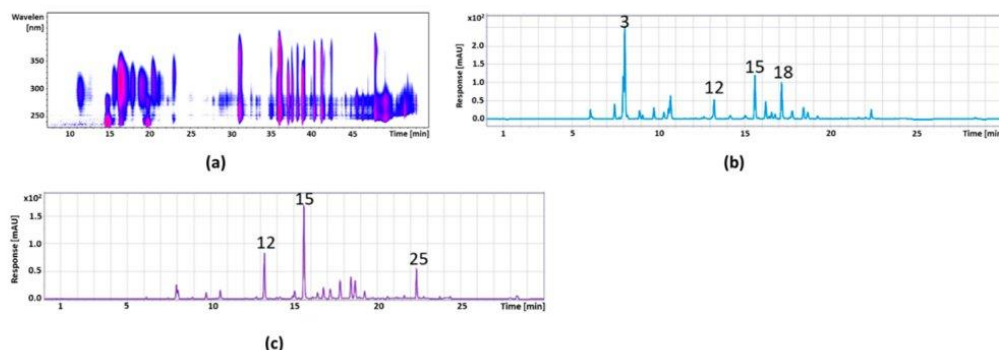 Wavelen
[nm]
350
300
250
10 15 20 25 30 35 40 45 Time [min]
(a)
x10²
Response [mAU]
2.0
1.5
1.0
0.5
0.0
3
12
15
18
1 5 10 15 20 25 Time [min]
(b)
x10²
Response [mAU]
1.5
1.0
0.5
0.0
12
15
25
1 5 10 15 20 25 Time [min]
(c)